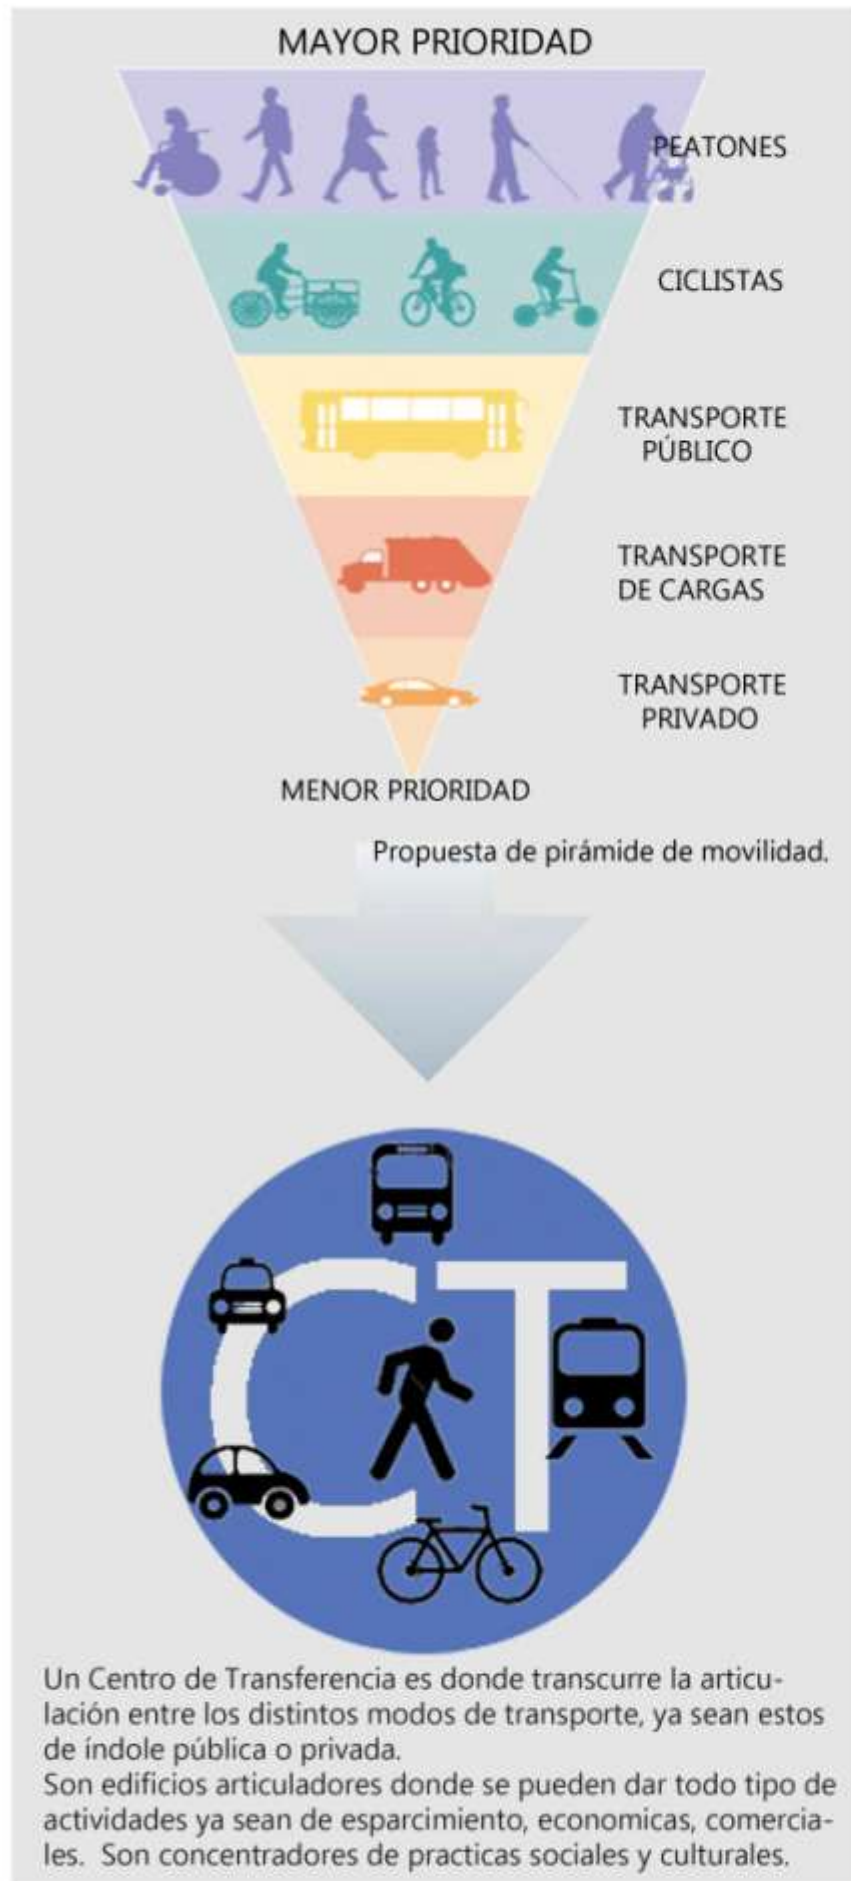 MAYOR PRIORIDAD
PEATONES
CICLISTAS
TRANSPORTE
PÚBLICO
TRANSPORTE
DE CARGAS
TRANSPORTE
PRIVADO
MENOR PRIORIDAD
Propuesta de pirámide de movilidad.
CT
Un Centro de Transferencia es donde transcurre la articu-
lación entre los distintos modos de transporte, ya sean estos
de índole pública o privada.
Son edificios articuladores donde se pueden dar todo tipo de
actividades ya sean de esparcimiento, economicas, comercia-
les. Son concentradores de practicas sociales y culturales.